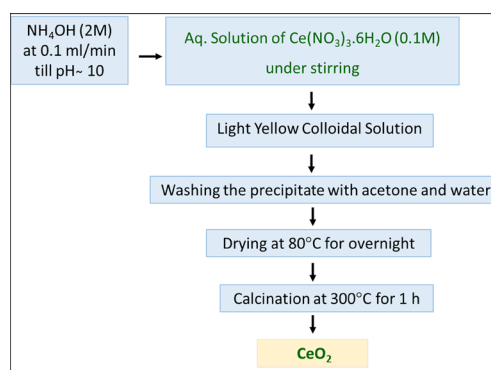 NH₄OH (2M)
at 0.1 ml/min
till pH~ 10
Aq. Solution of Ce(NO₃)₃.6H₂O (0.1M)
under stirring
Light Yellow Colloidal Solution
Washing the precipitate with acetone and water
Drying at 80°C for overnight
Calcination at 300°C for 1 h
CeO₂